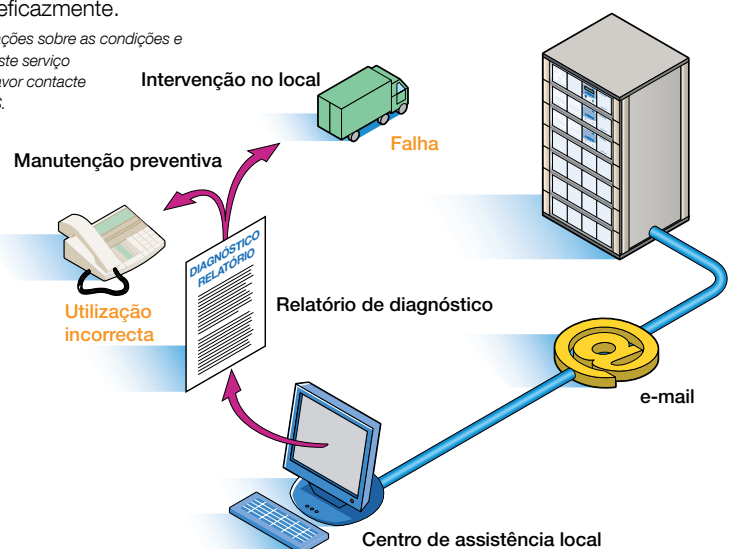 eficazmente.
ações sobre as condições e
ste serviço
avor contacte
Intervenção no local
Falha
Manutenção preventiva
DIAGNÓSTICO
RELATÓRIO
Utilização
incorrecta
Relatório de diagnóstico
e-mail
Centro de assistência local